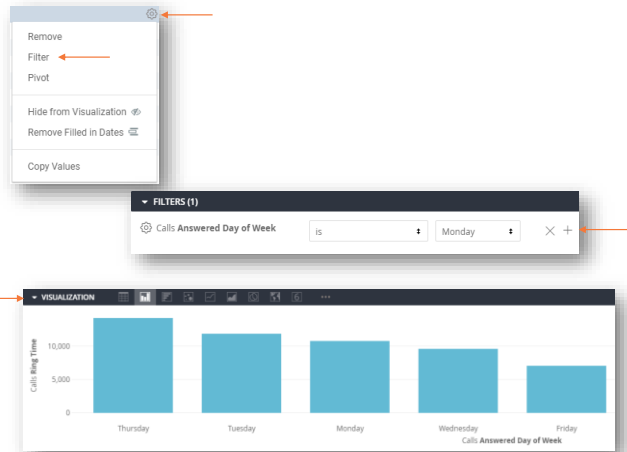 Remove
Filter
Pivot
Hide from Visualization
Remove Filled in Dates
Copy Values
FILTERS (1)
Calls Answered Day of Week is Monday
VISUALIZATION
Calls Ring Time
10,000
5,000
0
Thursday Tuesday Monday Wednesday Friday
Calls Answered Day of Week